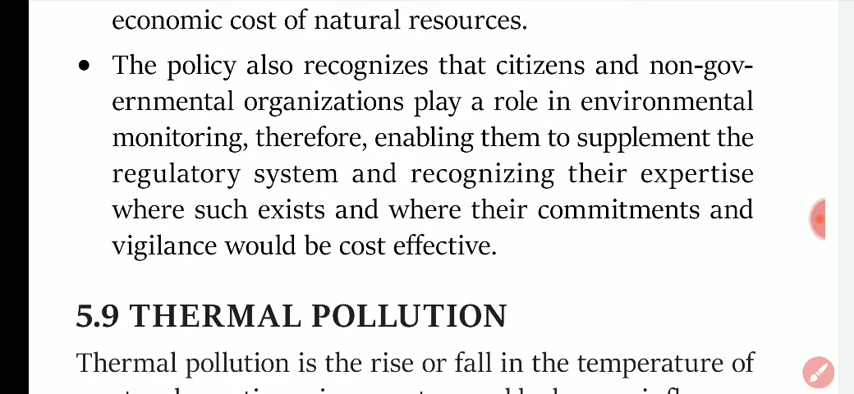 economic cost of natural resources.
• The policy also recognizes that citizens and non-gov-
ernmental organizations play a role in environmental
monitoring, therefore, enabling them to supplement the
regulatory system and recognizing their expertise
where such exists and where their commitments and
vigilance would be cost effective.
5.9 THERMAL POLLUTION
Thermal pollution is the rise or fall in the temperature of